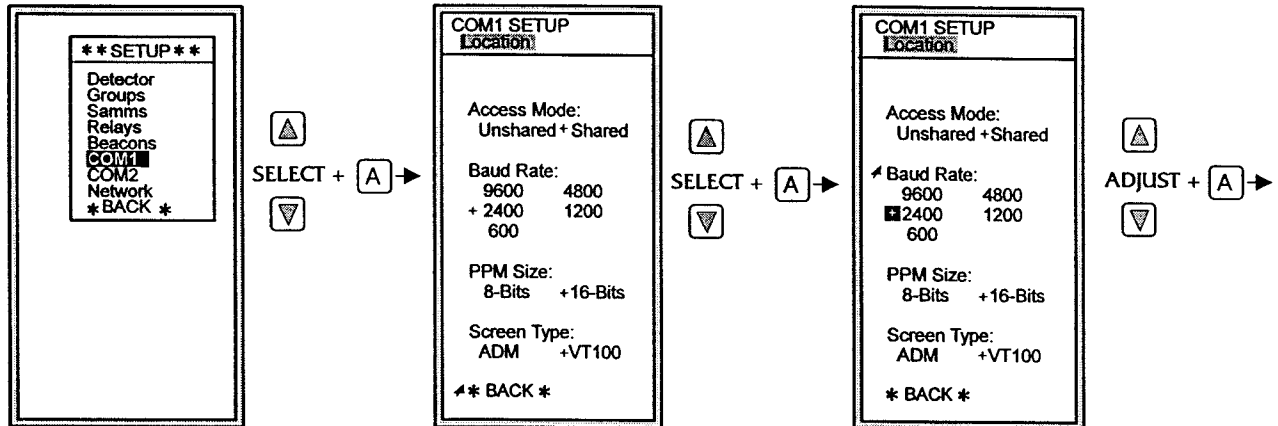 **SETUP**
Detector
Groups
Samms
Relays
Beacons
COM1
COM2
Network
*BACK *
SELECT + A
COM1 SETUP
Location
Access Mode:
Unshared +Shared
Baud Rate:
9600 4800
+ 2400 1200
600
PPM Size:
8-Bits +16-Bits
Screen Type:
ADM +VT100
* BACK *
SELECT + A
COM1 SETUP
Location
Access Mode:
Unshared +Shared
Baud Rate:
9600 4800
+2400 1200
600
PPM Size:
8-Bits +16-Bits
Screen Type:
ADM +VT100
* BACK *
ADJUST + A